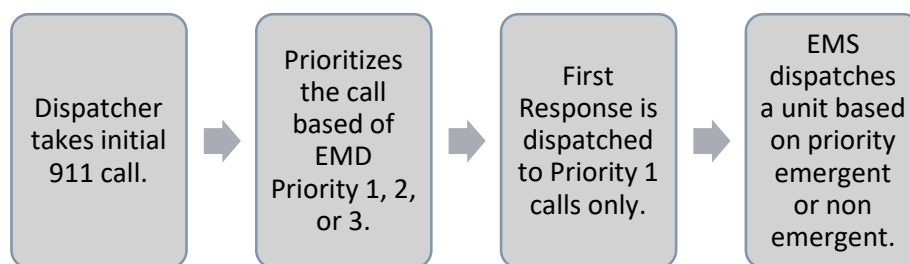 Dispatcher
takes initial
911 call.
Prioritizes
the call
based of
EMD
Priority 1, 2,
or 3.
First
Response is
dispatched
to Priority 1
calls only.
EMS
dispatches
a unit based
on priority
emergent
or non
emergent.